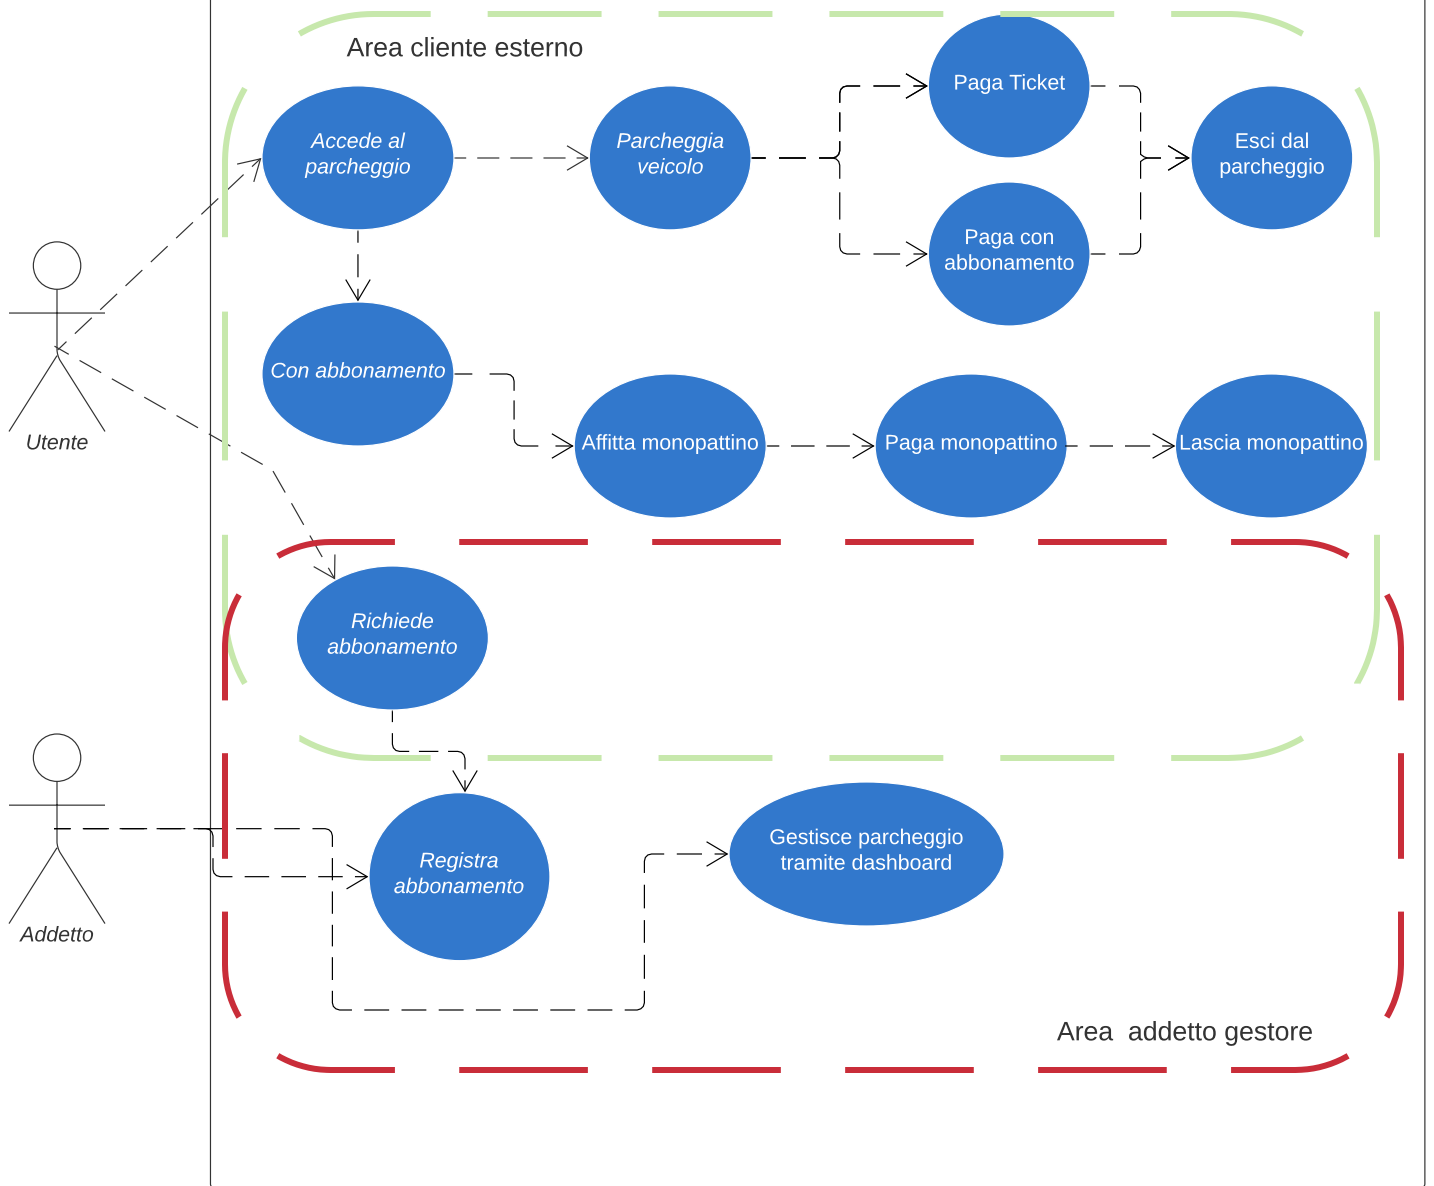 Area cliente esterno
Paga Ticket
Accede al
parcheggio
Parcheggia
veicolo
Esci dal
parcheggio
Paga con
abbonamento
Con abbonamento
Utente
Affitta monopattino
Paga monopattino
Lascia monopattino
Richiede
abbonamento
Registra
abbonamento
Gestisce parcheggio
tramite dashboard
Addetto
Area  addetto gestore